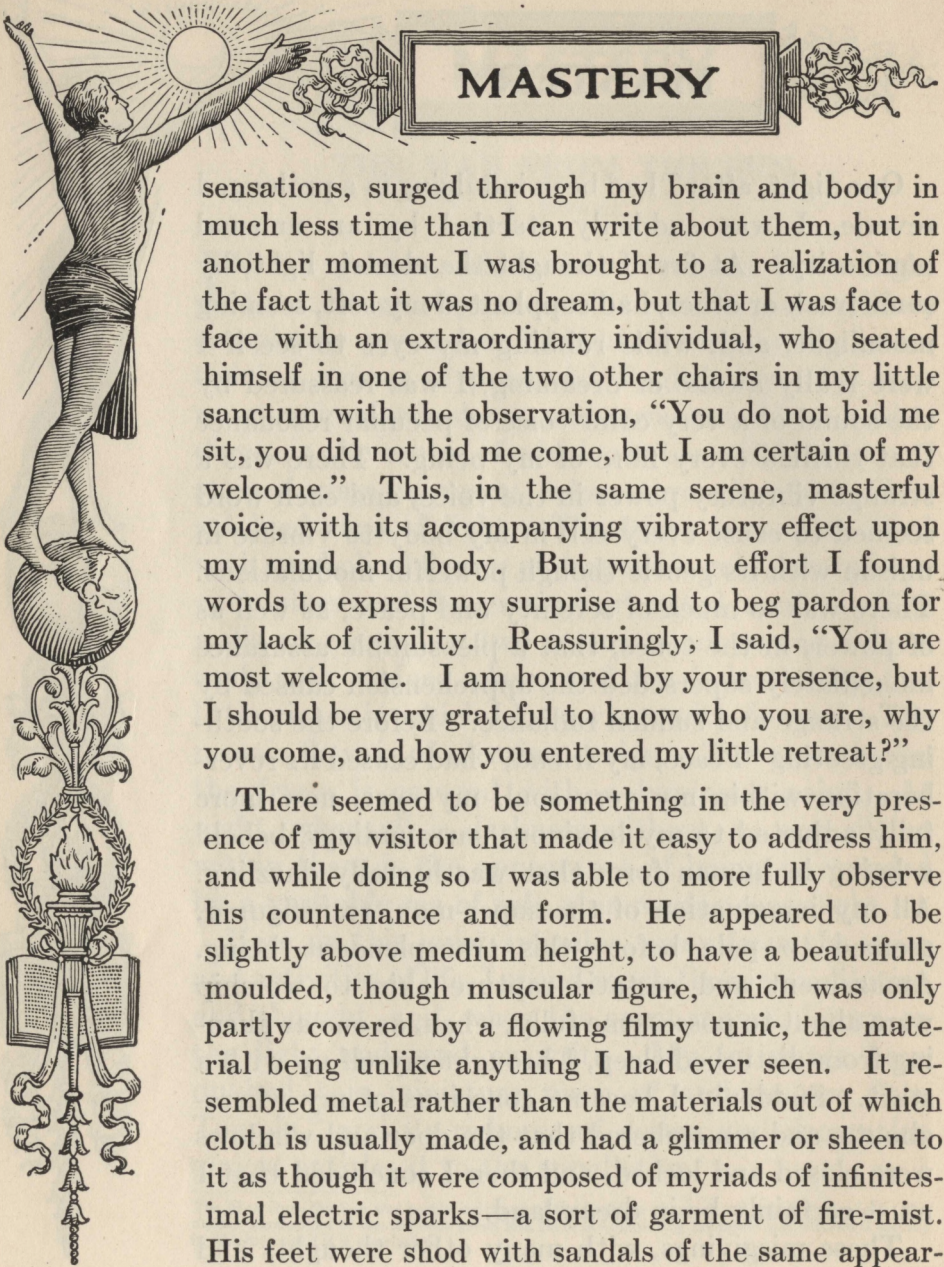 MASTERY
sensations, surged through my brain and body in
much less time than I can write about them, but in
another moment I was brought to a realization of
the fact that it was no dream, but that I was face to
face with an extraordinary individual, who seated
himself in one of the two other chairs in my little
sanctum with the observation, “You do not bid me
sit, you did not bid me come, but I am certain of my
welcome.” This, in the same serene, masterful
voice, with its accompanying vibratory effect upon
my mind and body. But without effort I found
words to express my surprise and to beg pardon for
my lack of civility. Reassuringly, I said, “You are
most welcome. I am honored by your presence, but
I should be very grateful to know who you are, why
you come, and how you entered my little retreat?”
There seemed to be something in the very pres-
ence of my visitor that made it easy to address him,
and while doing so I was able to more fully observe
his countenance and form. He appeared to be
slightly above medium height, to have a beautifully
moulded, though muscular figure, which was only
partly covered by a flowing filmy tunic, the mate-
rial being unlike anything I had ever seen. It re-
sembled metal rather than the materials out of which
cloth is usually made, and had a glimmer or sheen to
it as though it were composed of myriads of infinites-
imal electric sparks—a sort of garment of fire-mist.
His feet were shod with sandals of the same appear-